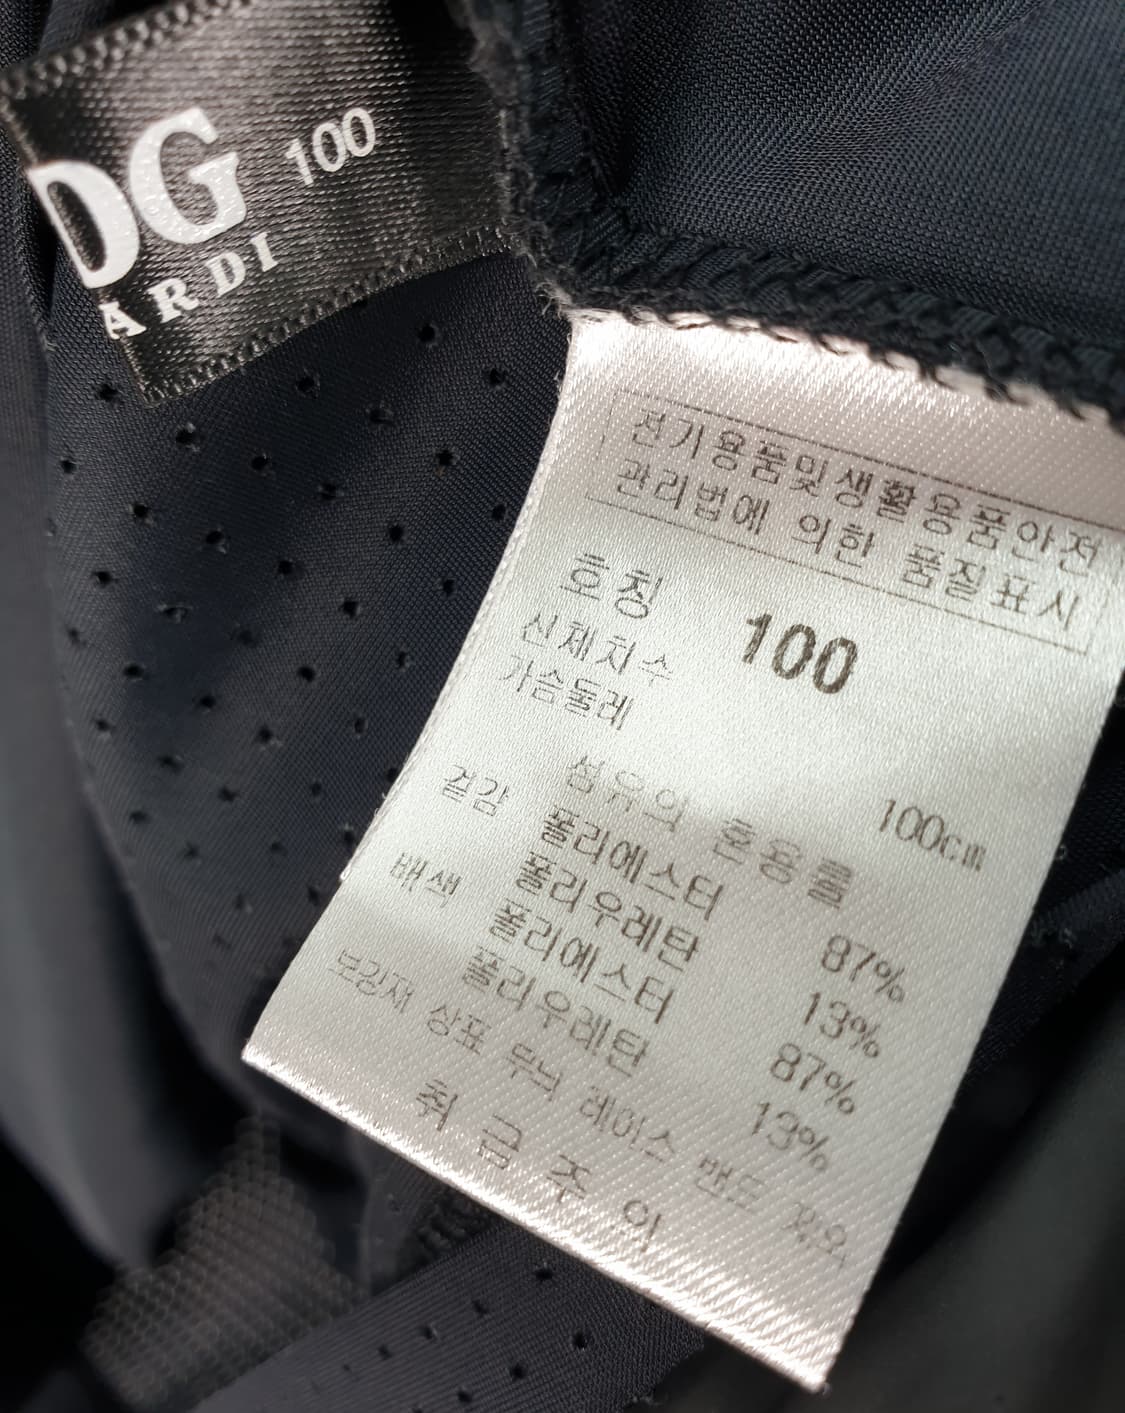 DG 100
ARDI
전기용품및생활용품안전
관리법에 의한 품질표시
호칭 100
신체치수
가슴둘레 100cm
섬유의 혼용률
겉감 폴리에스터 87%
폴리우레탄 13%
배색 폴리에스터 87%
폴리우레탄 13%
보강재 상표 무늬 레이스 밴드 제외
취급주의